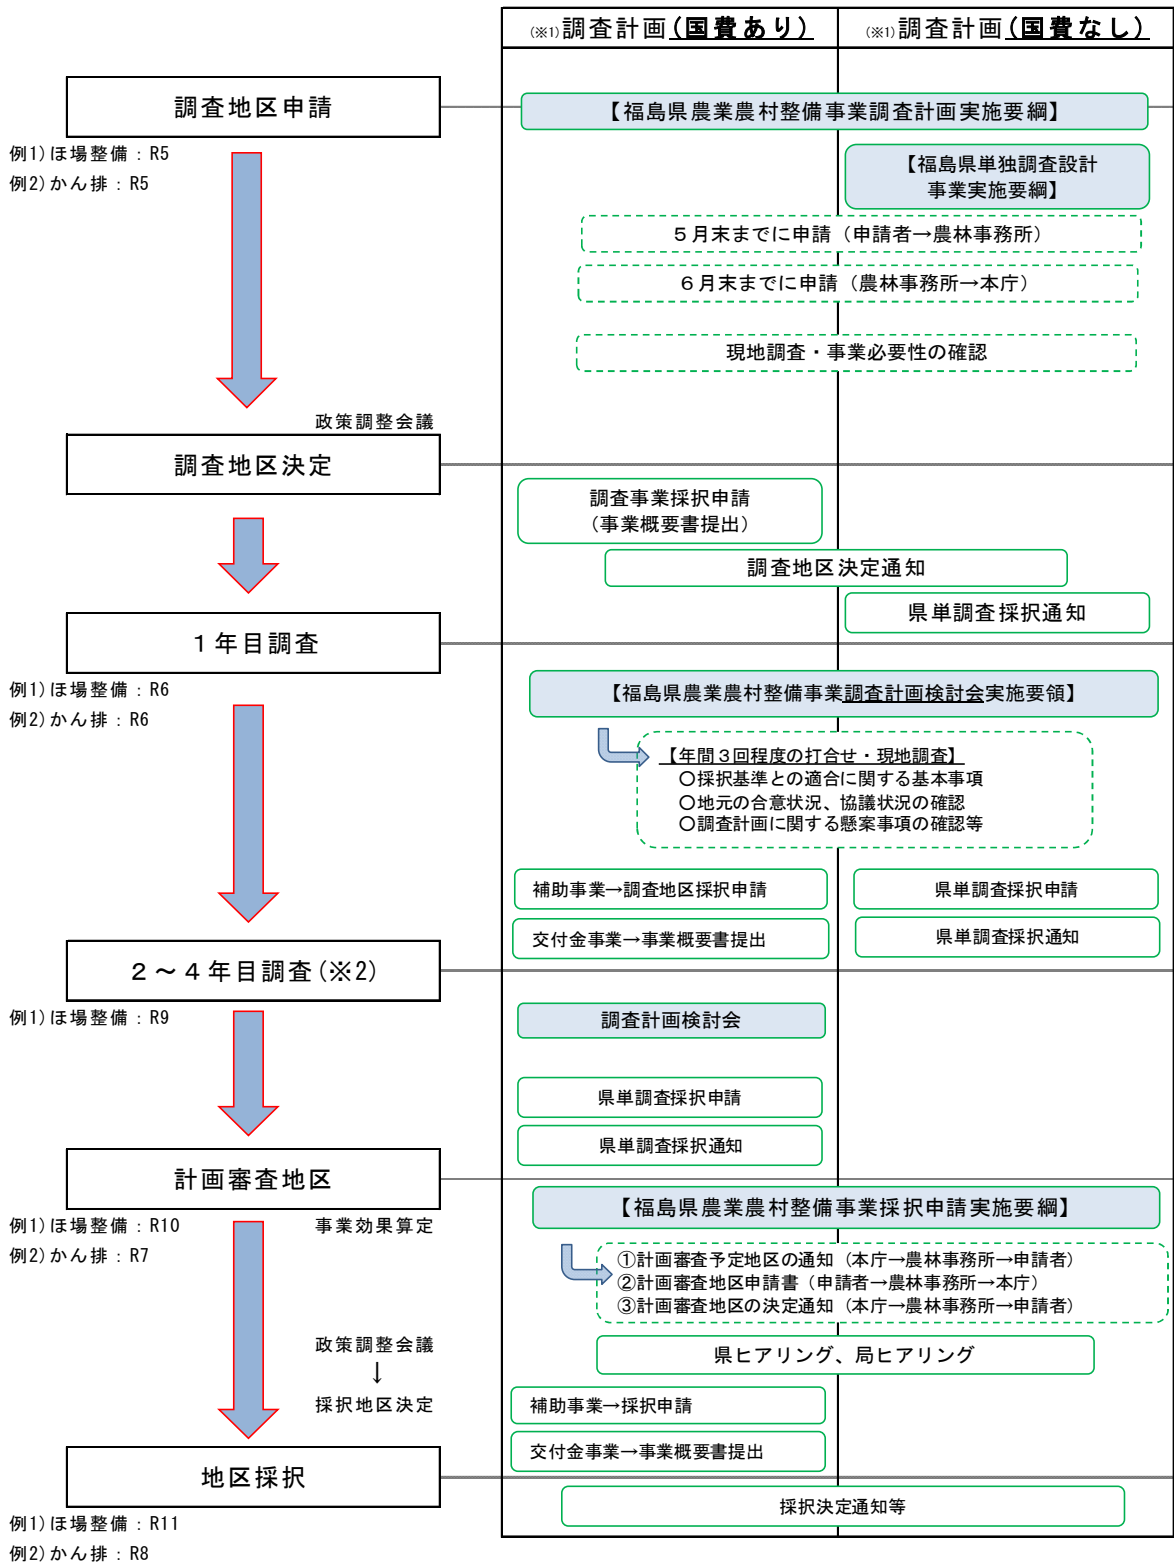 (※1)調査計画(国費あり)
(※1)調査計画(国費なし)
調査地区申請
【福島県農業農村整備事業調査計画実施要綱】
例1)ほ場整備：R5
例2)かん排：R5
【福島県単独調査設計
事業実施要綱】
５月末までに申請（申請者→農林事務所）
６月末までに申請（農林事務所→本庁）
現地調査・事業必要性の確認
政策調整会議
調査地区決定
調査事業採択申請
（事業概要書提出）
調査地区決定通知
県単調査採択通知
１年目調査
例1)ほ場整備：R6
例2)かん排：R6
【福島県農業農村整備事業調査計画検討会実施要領】
【年間３回程度の打合せ・現地調査】
〇採択基準との適合に関する基本事項
〇地元の合意状況、協議状況の確認
〇調査計画に関する懸案事項の確認等
補助事業→調査地区採択申請
県単調査採択申請
交付金事業→事業概要書提出
県単調査採択通知
２～４年目調査(※2)
例1)ほ場整備：R9
調査計画検討会
県単調査採択申請
県単調査採択通知
計画審査地区
例1)ほ場整備：R10
例2)かん排：R7
事業効果算定
【福島県農業農村整備事業採択申請実施要綱】
①計画審査予定地区の通知（本庁→農林事務所→申請者）
②計画審査地区申請書（申請者→農林事務所→本庁）
③計画審査地区の決定通知（本庁→農林事務所→申請者）
政策調整会議
↓
採択地区決定
県ヒアリング、局ヒアリング
補助事業→採択申請
交付金事業→事業概要書提出
地区採択
採択決定通知等
例1)ほ場整備：R11
例2)かん排：R8